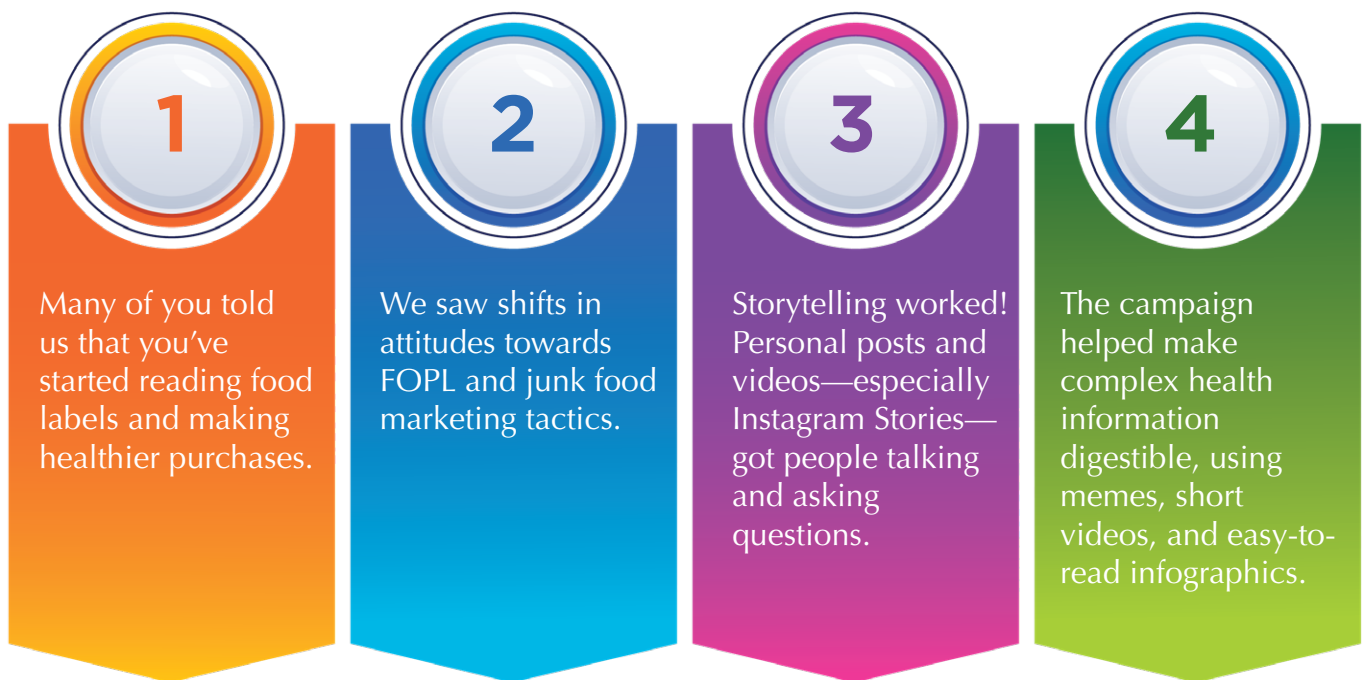 1
Many of you told
us that you’ve
started reading food
labels and making
healthier purchases.
2
We saw shifts in
attitudes towards
FOPL and junk food
marketing tactics.
3
Storytelling worked!
Personal posts and
videos—especially
Instagram Stories—
got people talking
and asking
questions.
4
The campaign
helped make
complex health
information
digestible, using
memes, short
videos, and easy-to-
read infographics.